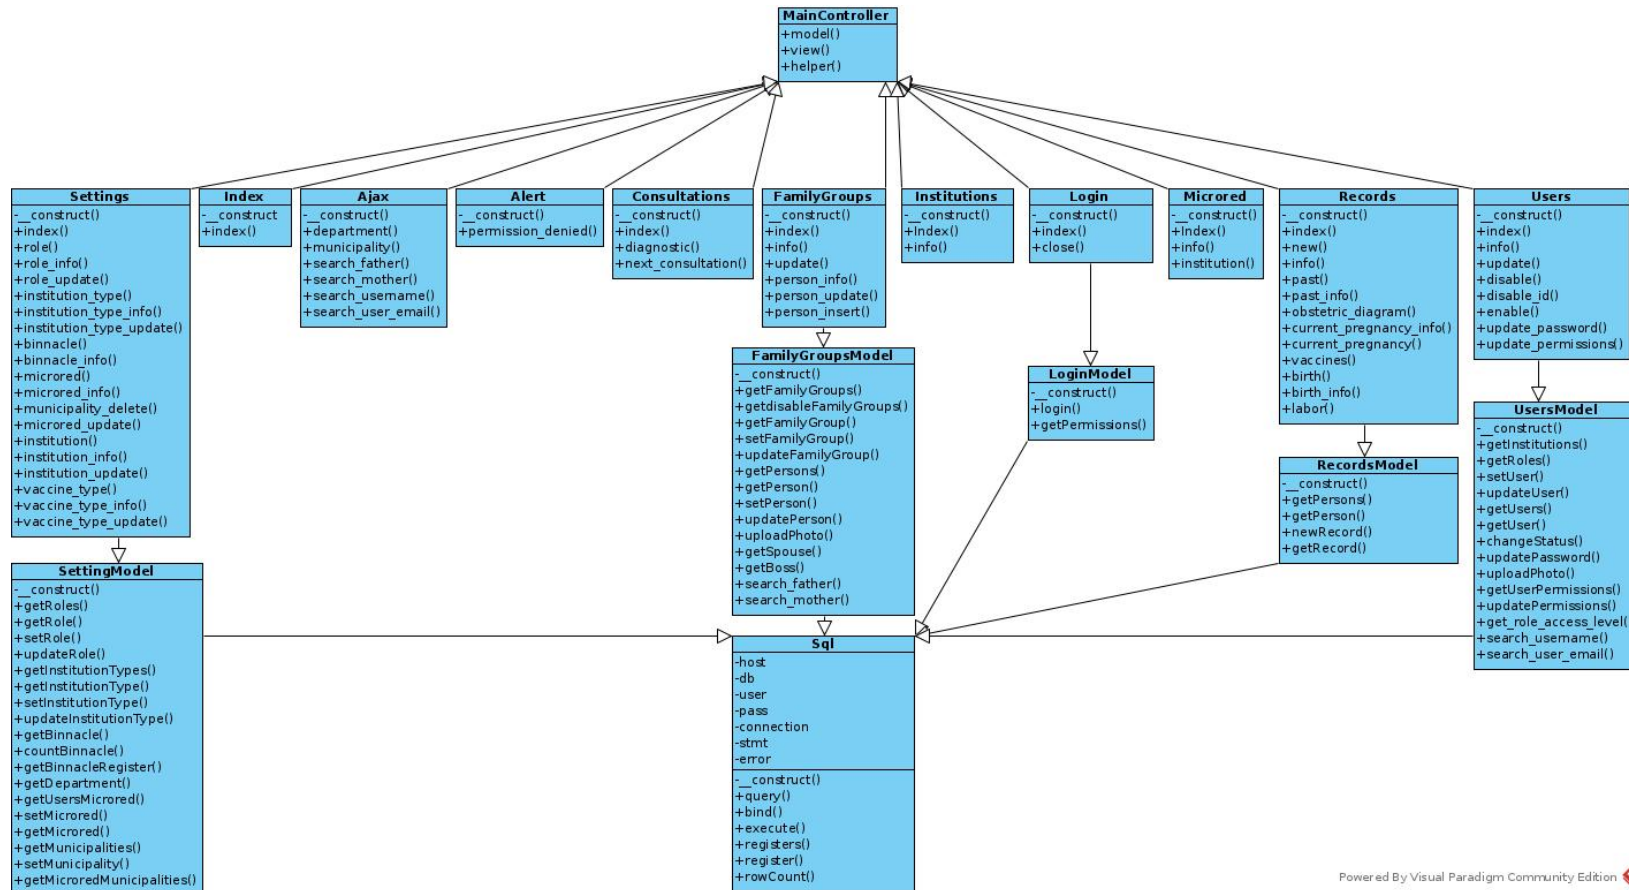 MainController
+model()
+view()
+helper()
Settings
-__construct()
+index()
+role()
+role_info()
+role_update()
+institution_type()
+institution_type_info()
+institution_type_update()
+binnacle()
+binnacle_info()
+microred()
+microred_info()
+municipality_delete()
+microred_update()
+institution()
+institution_info()
+institution_update()
+vaccine_type()
+vaccine_type_info()
+vaccine_type_update()
Index
-__construct
+index()
Ajax
-__construct()
+department()
+municipality()
+search_father()
+search_mother()
+search_username()
+search_user_email()
Alert
-__construct()
+permission_denied()
Consultations
-__construct()
+index()
+diagnostic()
+next_consultation()
FamilyGroups
-__construct()
+index()
+info()
+update()
+person_info()
+person_update()
+person_insert()
Institutions
-__construct()
+Index()
+info()
Login
-__construct()
+index()
+close()
Microred
-__construct()
+Index()
+info()
+institution()
Records
-__construct()
+index()
+new()
+info()
+past()
+past_info()
+obstetric_diagram()
+current_pregnancy_info()
+current_pregnancy()
+vaccines()
+birth()
+birth_info()
+labor()
Users
-__construct()
+index()
+info()
+update()
+disable()
+disable_id()
+enable()
+update_password()
+update_permissions()
FamilyGroupsModel
-__construct()
+getFamilyGroups()
+getdisableFamilyGroups()
+getFamilyGroup()
+setFamilyGroup()
+updateFamilyGroup()
+getPersons()
+getPerson()
+setPerson()
+updatePerson()
+uploadPhoto()
+getSpouse()
+getBoss()
+search_father()
+search_mother()
LoginModel
-__construct()
+login()
+getPermissions()
RecordsModel
-__construct()
+getPersons()
+getPerson()
+newRecord()
+getRecord()
UsersModel
-__construct()
+getInstitutions()
+getRoles()
+setUser()
+updateUser()
+getUsers()
+getUser()
+changeStatus()
+updatePassword()
+uploadPhoto()
+getUserPermissions()
+updatePermissions()
+get_role_access_level(
+search_username()
+search_user_email()
SettingModel
-__construct()
+getRoles()
+getRole()
+setRole()
+updateRole()
+getInstitutionTypes()
+getInstitutionType()
+setInstitutionType()
+updateInstitutionType()
+getBinnacle()
+countBinnacle()
+getBinnacleRegister()
+getDepartment()
+getUsersMicrored()
+setMicrored()
+getMicrored()
+getMunicipalities()
+setMunicipality()
+getMicroredMunicipalities()
Sql
-host
-db
-user
-pass
-connection
-stmt
-error
-__construct()
+query()
+bind()
+execute()
+registers()
+register()
+rowCount()
Powered By Visual Paradigm Community Edition